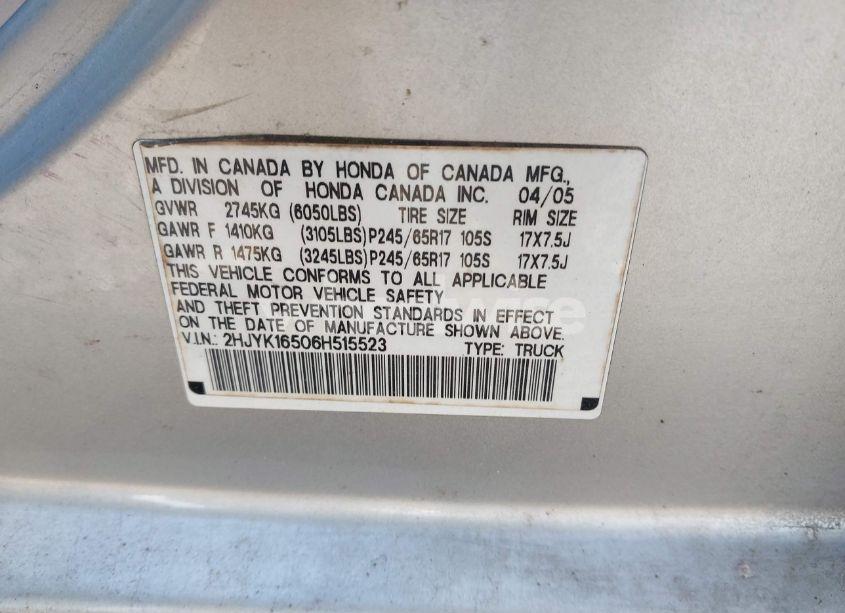 MFD. IN CANADA BY HONDA OF CANADA MFG.,
A DIVISION OF HONDA CANADA INC. 04/05
GVWR 2745KG (6050LBS) TIRE SIZE RIM SIZE
GAWR F 1410KG (3105LBS)P245/65R17 105S 17X7.5J
GAWR R 1475KG (3245LBS)P245/65R17 105S 17X7.5J
THIS VEHICLE CONFORMS TO ALL APPLICABLE
FEDERAL MOTOR VEHICLE SAFETY
AND THEFT PREVENTION STANDARDS IN EFFECT
ON THE DATE OF MANUFACTURE SHOWN ABOVE.
V.I.N.: 2HJYK16506H515523 TYPE: TRUCK